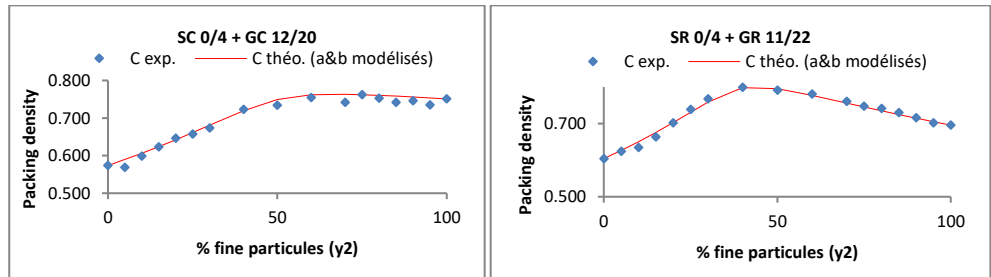 SC 0/4 + GC 12/20
C exp.
C théo. (a&b modélisés)
0.800
0.700
0.600
0.500
Packing density
0
50
100
% fine particules (y2)
SR 0/4 + GR 11/22
C exp.
C théo. (a&b modélisés)
0.700
0.500
Packing density
0
50
100
% fine particules (y2)